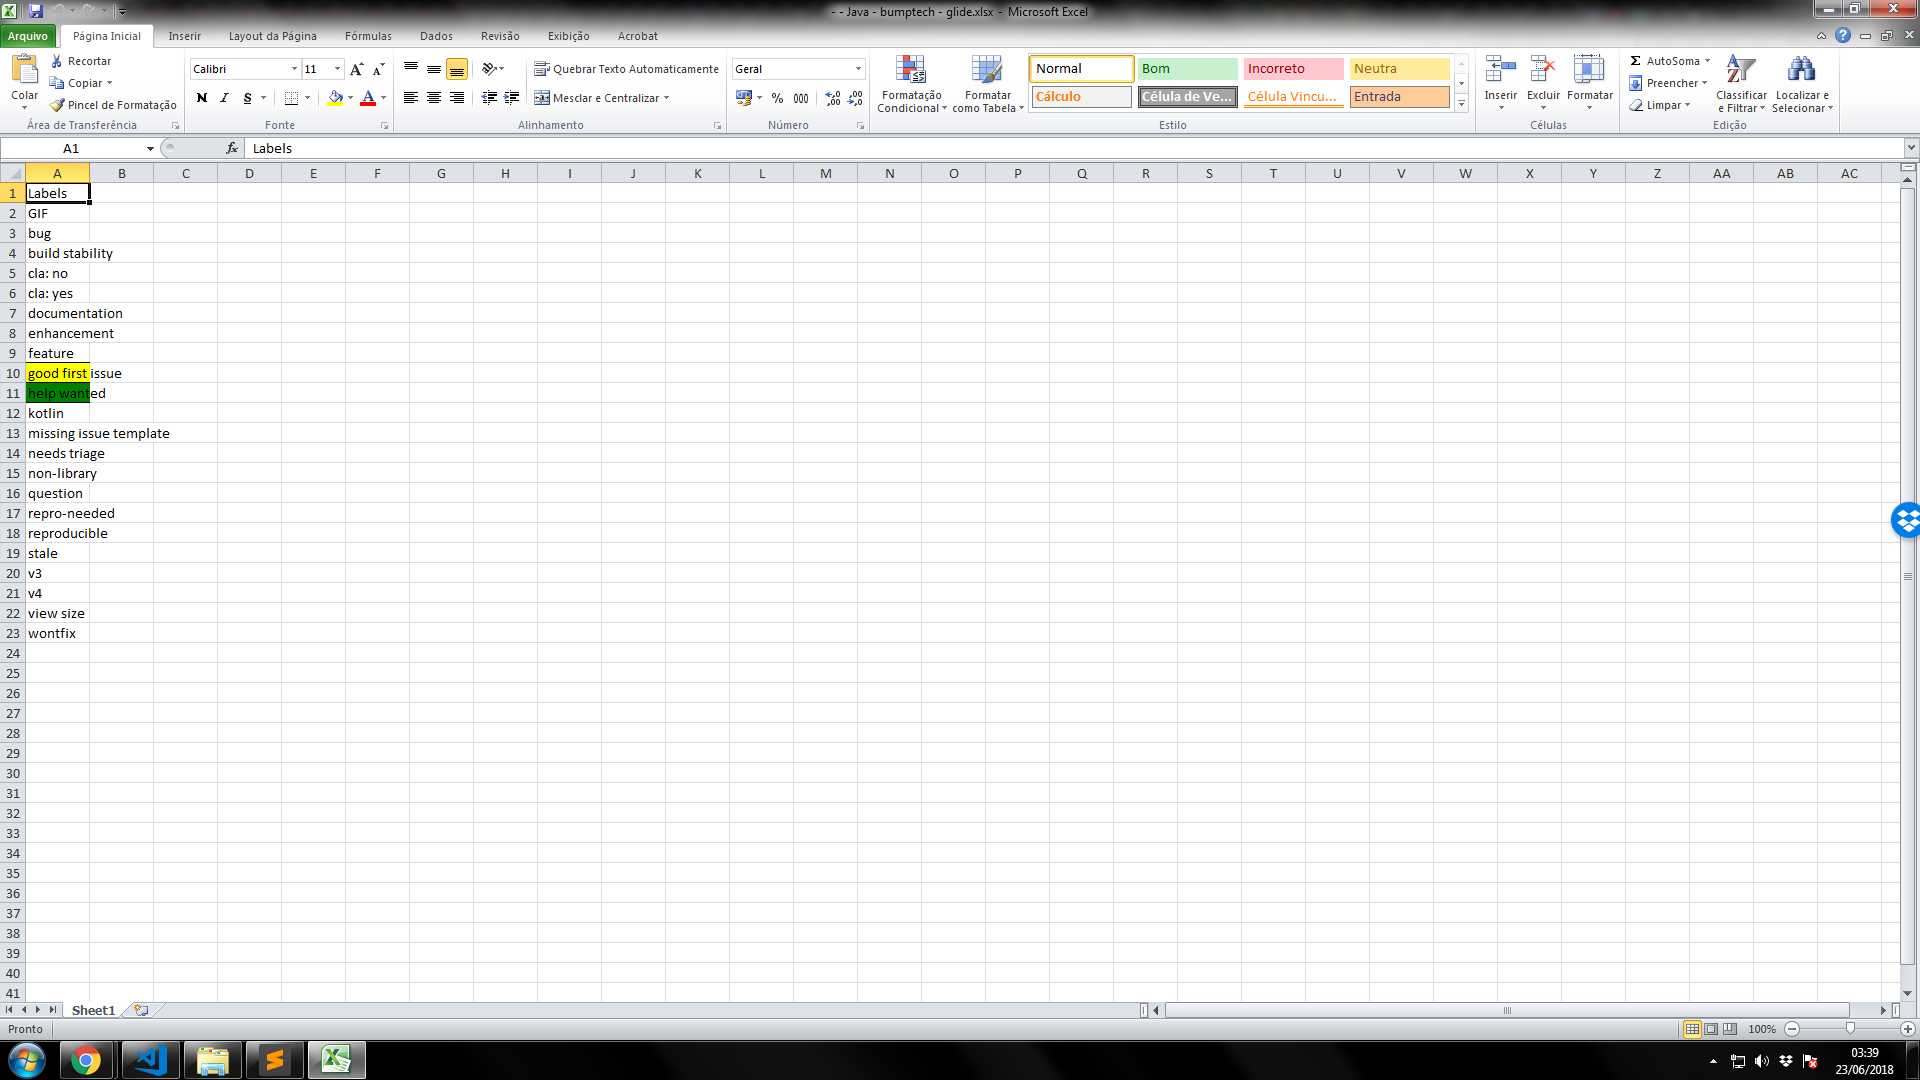 - - Java - bumptech - glide.xlsx - Microsoft Excel
Arquivo Página Inicial Inserir Layout da Página Fórmulas Dados Revisão Exibição Acrobat
Colar
Recortar
Copiar
Pincel de Formatação
Área de Transferência
Calibri 11
N I S
Fonte
Quebrar Texto Automaticamente
Mesclar e Centralizar
Alinhamento
Geral
% 000
Número
Formatação Condicional
Formatar como Tabela
Normal Bom Incorreto Neutra
Cálculo Célula de Ve... Célula Vincu... Entrada
Estilo
Inserir Excluir Formatar
Células
Σ AutoSoma
Preencher
Limpar
Classificar e Filtrar
Localizar e Selecionar
Edição
A1 fx Labels
A B C D E F G H I J K L M N O P Q R S T U V W X Y Z AA AB AC
1 Labels
2 GIF
3 bug
4 build stability
5 cla: no
6 cla: yes
7 documentation
8 enhancement
9 feature
10 good first issue
11 help wanted
12 kotlin
13 missing issue template
14 needs triage
15 non-library
16 question
17 repro-needed
18 reproducible
19 stale
20 v3
21 v4
22 view size
23 wontfix
24
25
26
27
28
29
30
31
32
33
34
35
36
37
38
39
40
41
Sheet1
Pronto 100%
03:39
23/06/2018